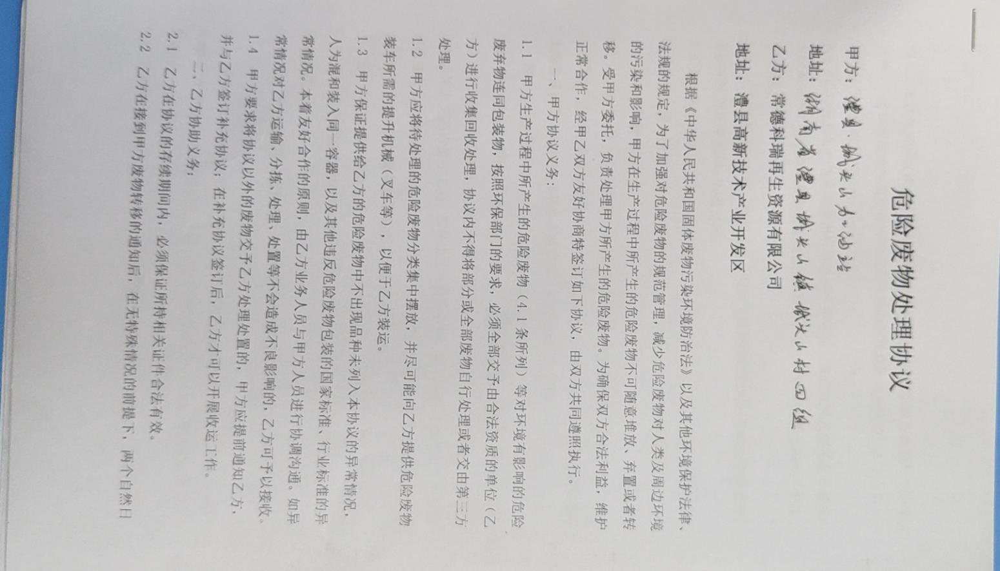 危险废物处理协议
甲方：澧县·城头山加油站
地址：湖南省澧县城头山镇城头山村四组
乙方：常德科瑞再生资源有限公司
地址：澧县高新技术产业开发区
根据《中华人民共和国固体废物污染环境防治法》以及其他环境保护法律、
法规的规定，为了加强对危险废物的规范管理，减少危险废物对人类及周边环境
的污染和影响，甲方在生产过程中所产生的危险废物不可随意堆放、弃置或者转
移。受甲方委托，负责处理甲方所产生的危险废物。为确保双方合法利益，维护
正常合作，经甲乙双方友好协商特签订如下协议，由双方共同遵照执行。
一、甲方协议义务：
1.1 甲方生产过程中所产生的危险废物（4.1条所列）等对环境有影响的危险
废弃物连同包装物，按照环保部门的要求，必须全部交予由合法资质的单位（乙
方）进行收集回收处理，协议内不得将部分或全部废物自行处理或者交由第三方
处理。
1.2 甲方应将待处理的危险废物分类集中摆放，并尽可能向乙方提供危险废物
装车所需的提升机械（叉车等），以便于乙方装运。
1.3 甲方保证提供给乙方的危险废物中不出现品种未列入本协议的异常情况，
人为混和装入同一容器，以及其他违反危险废物包装的国家标准、行业标准的异
常情况。本着友好合作的原则，由乙方业务人员与甲方人员进行协调沟通。如异
常情况对乙方运输、分拣、处理、处置等不会造成不良影响的，乙方可予以接收。
1.4 甲方要求将协议以外的废物交予乙方处理处置的，甲方应提前通知乙方，
并与乙方签订补充协议；在补充协议签订后，乙方才可以开展收运工作。
二、乙方协助义务；
2.1 乙方在协议的存续期间内，必须保证所持相关证件合法有效。
2.2 乙方在接到甲方废物转移的通知后，在无特殊情况的前提下，两个自然日